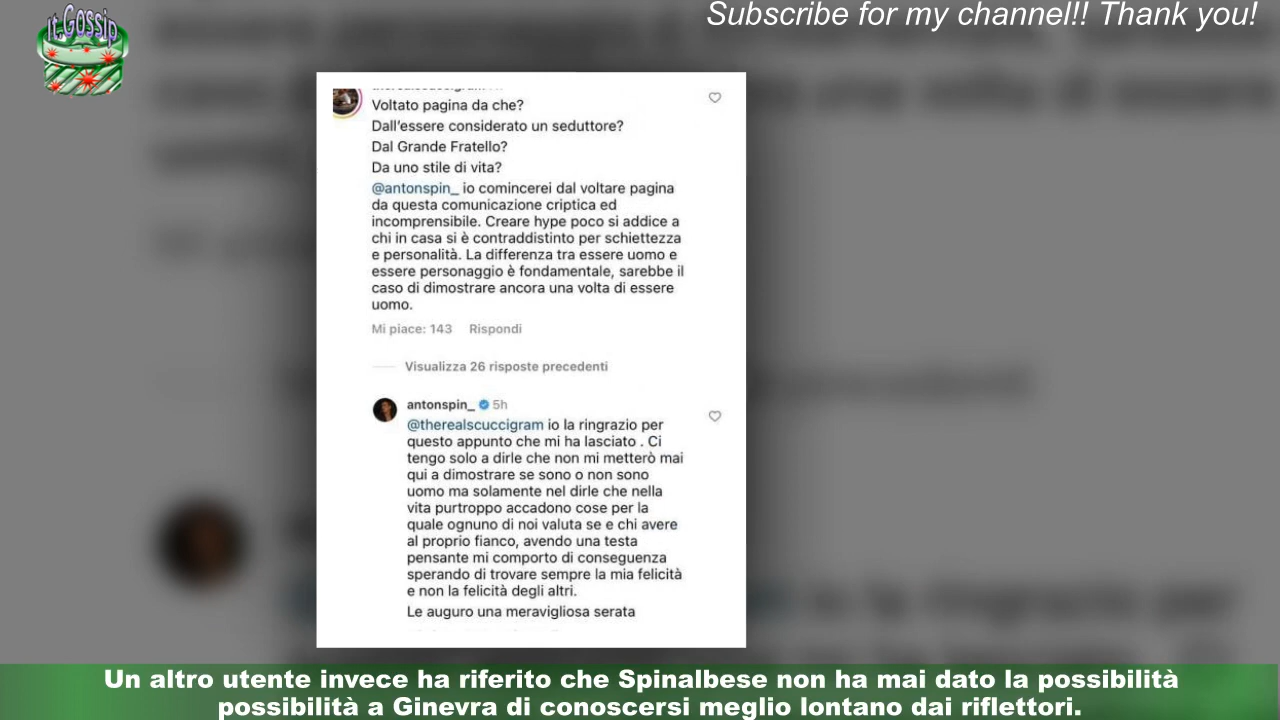 it.Gossip
Subscribe for my channel!! Thank you!
Voltato pagina da che?
Dall'essere considerato un seduttore?
Dal Grande Fratello?
Da uno stile di vita?
@antonspin_ io comincerei dal voltare pagina
da questa comunicazione criptica ed
incomprensibile. Creare hype poco si addice a
chi in casa si è contraddistinto per schiettezza
e personalità. La differenza tra essere uomo e
essere personaggio è fondamentale, sarebbe il
caso di dimostrare ancora una volta di essere
uomo.
Mi piace: 143 Rispondi
Visualizza 26 risposte precedenti
antonspin_ 5h
@therealscuccigram io la ringrazio per
questo appunto che mi ha lasciato . Ci
tengo solo a dirle che non mi metterò mai
qui a dimostrare se sono o non sono
uomo ma solamente nel dirle che nella
vita purtroppo accadono cose per la
quale ognuno di noi valuta se e chi avere
al proprio fianco, avendo una testa
pensante mi comporto di conseguenza
sperando di trovare sempre la mia felicità
e non la felicità degli altri.
Le auguro una meravigliosa serata
Un altro utente invece ha riferito che Spinalbese non ha mai dato la possibilità
possibilità a Ginevra di conoscersi meglio lontano dai riflettori.